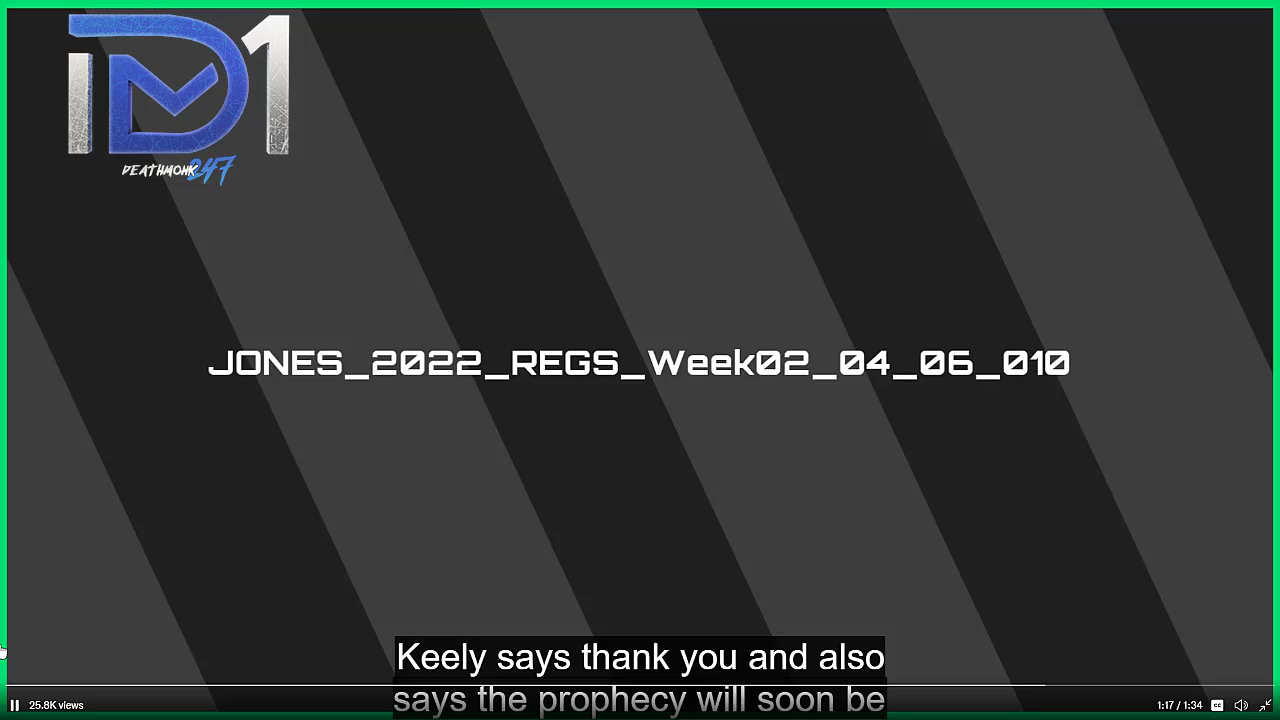 DEATHMONK247
JONES_2022_REGS_Week02_04_06_010
Keely says thank you and also
says the prophecy will soon be
25.8K views
1:17 / 1:34
CC